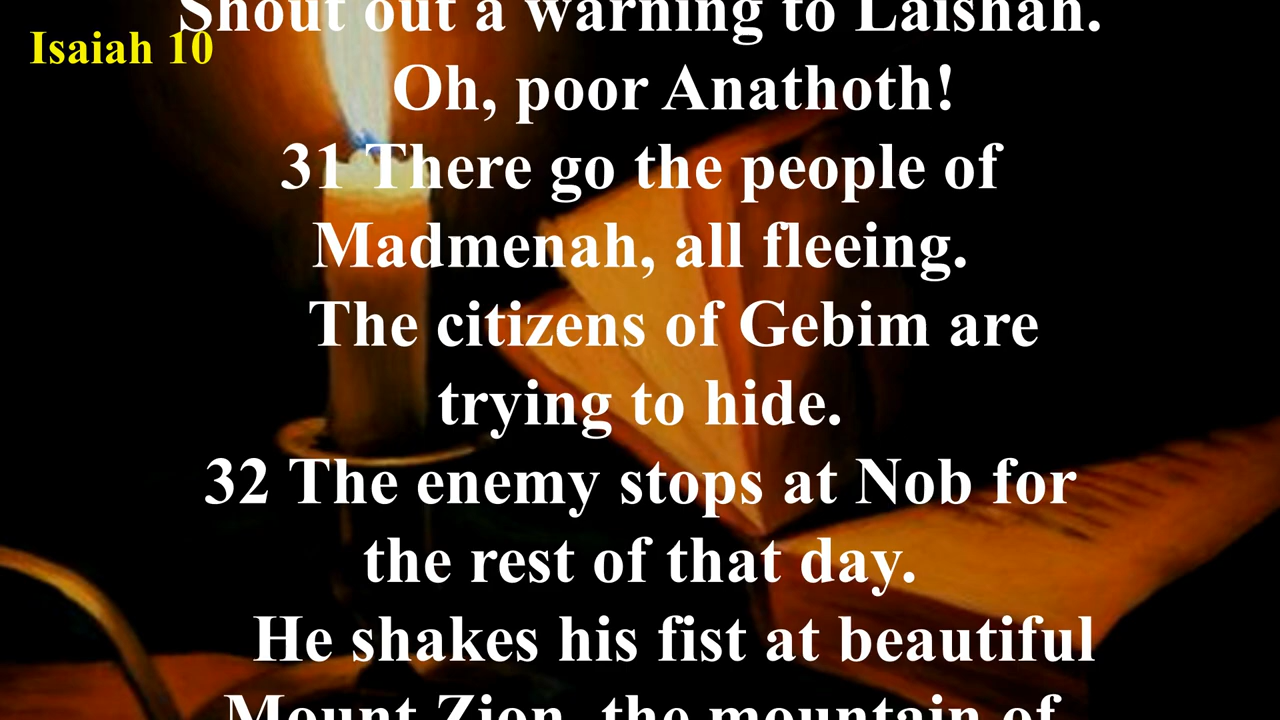 Shout out a warning to Laishah.
Isaiah 10
Oh, poor Anathoth!
31 There go the people of
Madmenah, all fleeing.
The citizens of Gebim are
trying to hide.
32 The enemy stops at Nob for
the rest of that day.
He shakes his fist at beautiful
Mount Zion, the mountain of